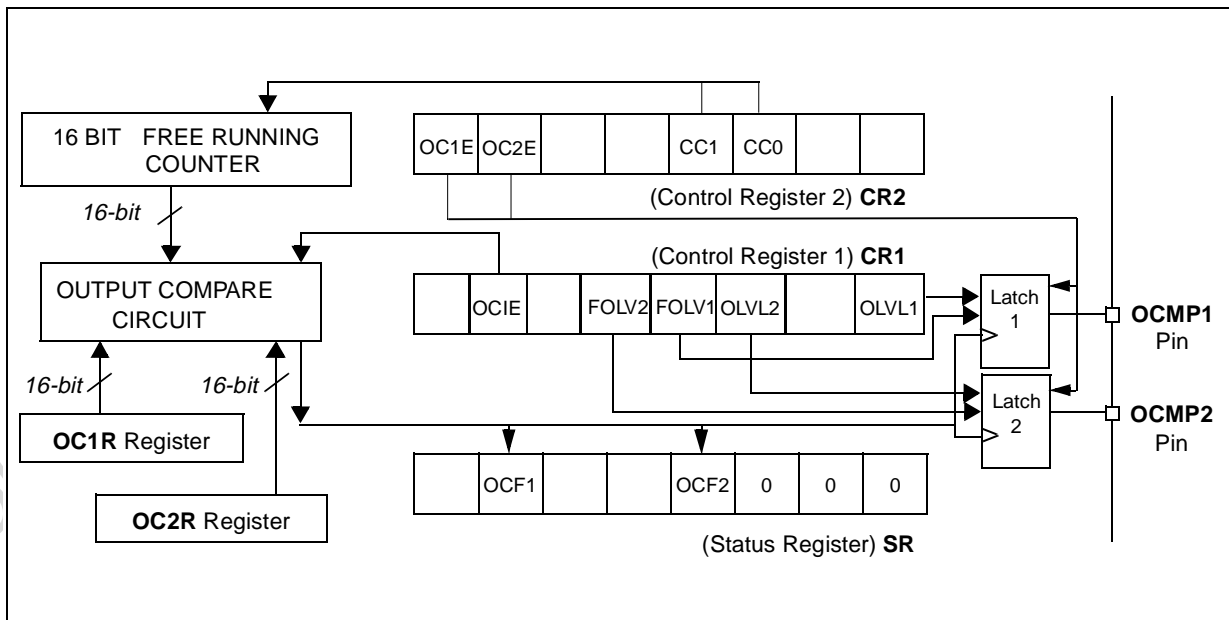 16 BIT FREE RUNNING
COUNTER
OC1E OC2E CC1 CC0
(Control Register 2) CR2
16-bit
(Control Register 1) CR1
OUTPUT COMPARE
CIRCUIT
OCIE FOLV2 FOLV1 OLVL2 OLVL1
Latch
1
OCMP1
Pin
16-bit 16-bit
Latch
2
OCMP2
Pin
OC1R Register
OCF1 OCF2 0 0 0
OC2R Register
(Status Register) SR